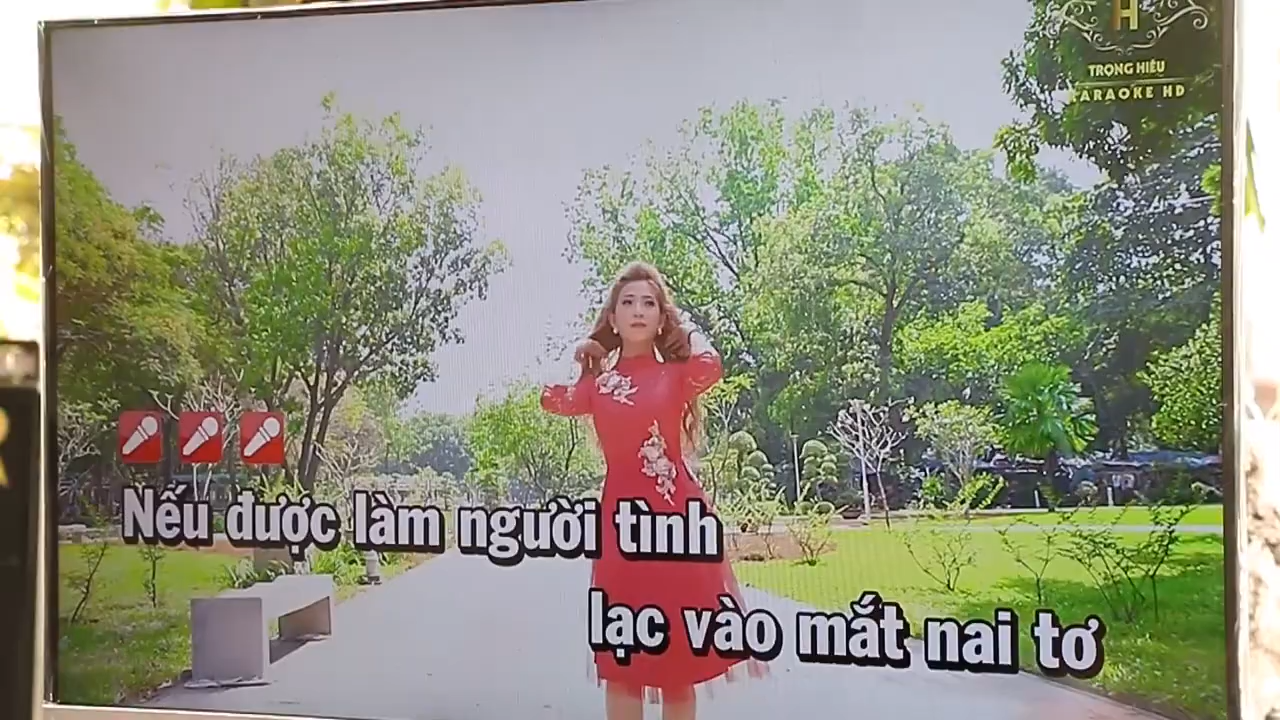 H
TRỌNG HIẾU
KARAOKE HD
Nếu được làm người tình
lạc vào mắt nai tơ